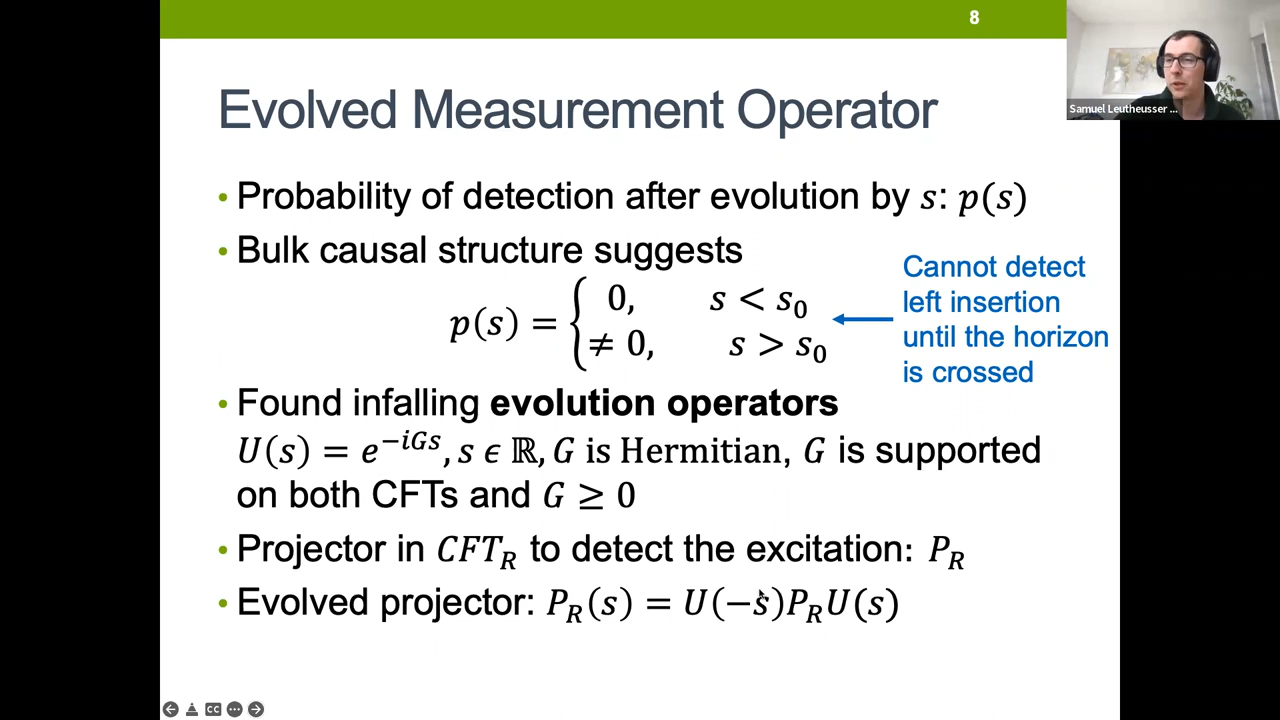 8
Samuel Leutheusser ...
Evolved Measurement Operator
• Probability of detection after evolution by s: p(s)
• Bulk causal structure suggests
p(s) = { 0, s < s₀
≠ 0, s > s₀
Cannot detect
left insertion
until the horizon
is crossed
• Found infalling evolution operators
U(s) = e^{-iGs}, s ϵ ℝ, G is Hermitian, G is supported
on both CFTs and G ≥ 0
• Projector in CFT_R to detect the excitation: P_R
• Evolved projector: P_R(s) = U(−s)P_RU(s)
CC